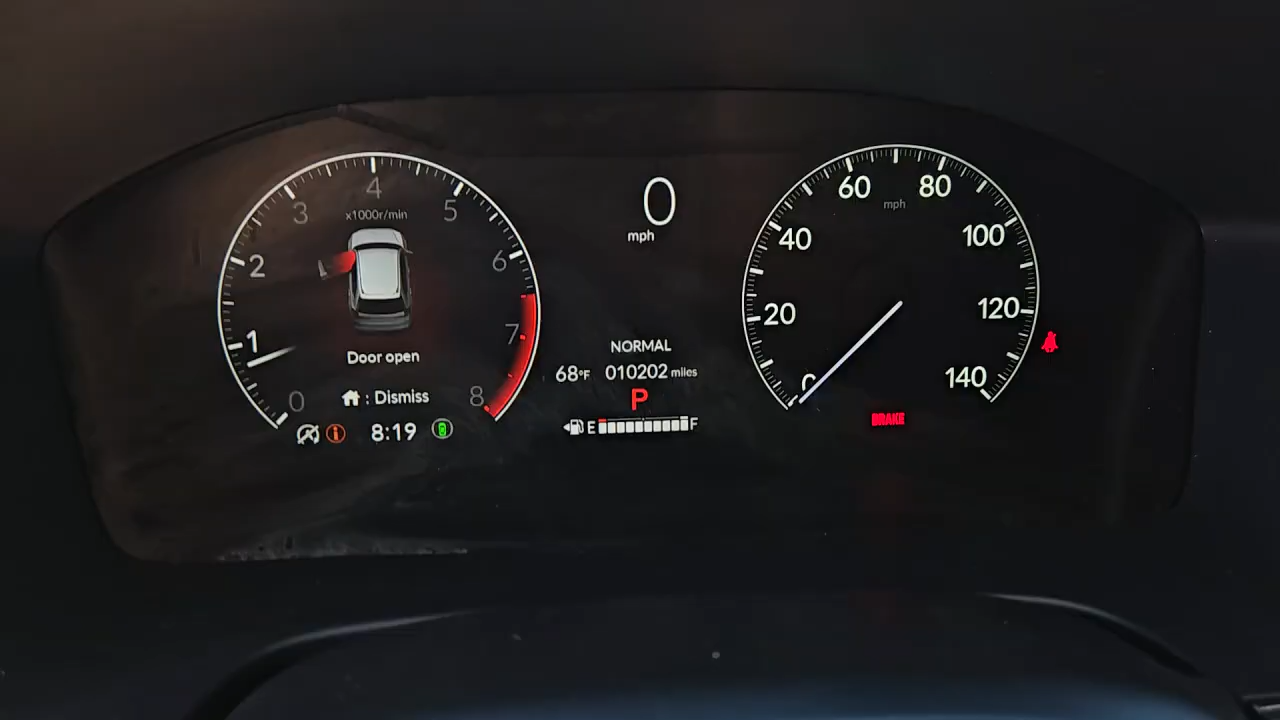 4
3
5
x1000r/min
2
6
1
7
Door open
0
8
: Dismiss
8:19
0
mph
NORMAL
68°F 010202 miles
P
E F
60 80
mph
40 100
20 120
0 140
BRAKE